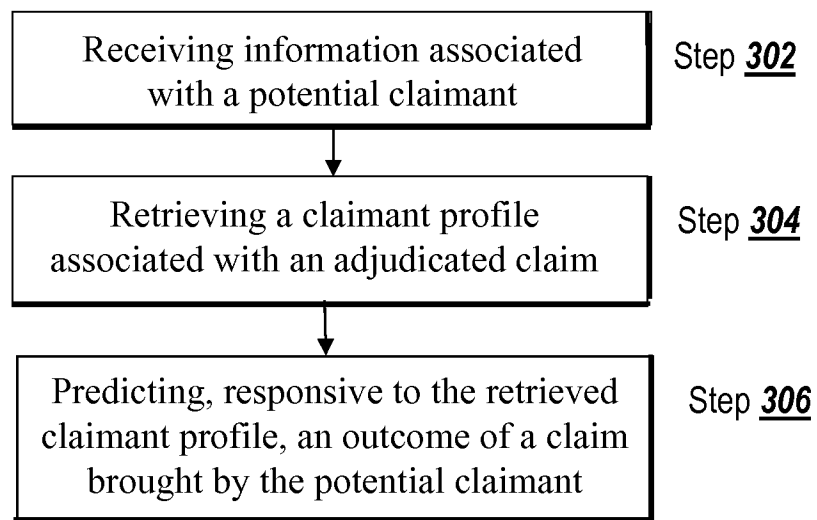 Receiving information associated
with a potential claimant
Step 302
Retrieving a claimant profile
associated with an adjudicated claim
Step 304
Predicting, responsive to the retrieved
claimant profile, an outcome of a claim
brought by the potential claimant
Step 306